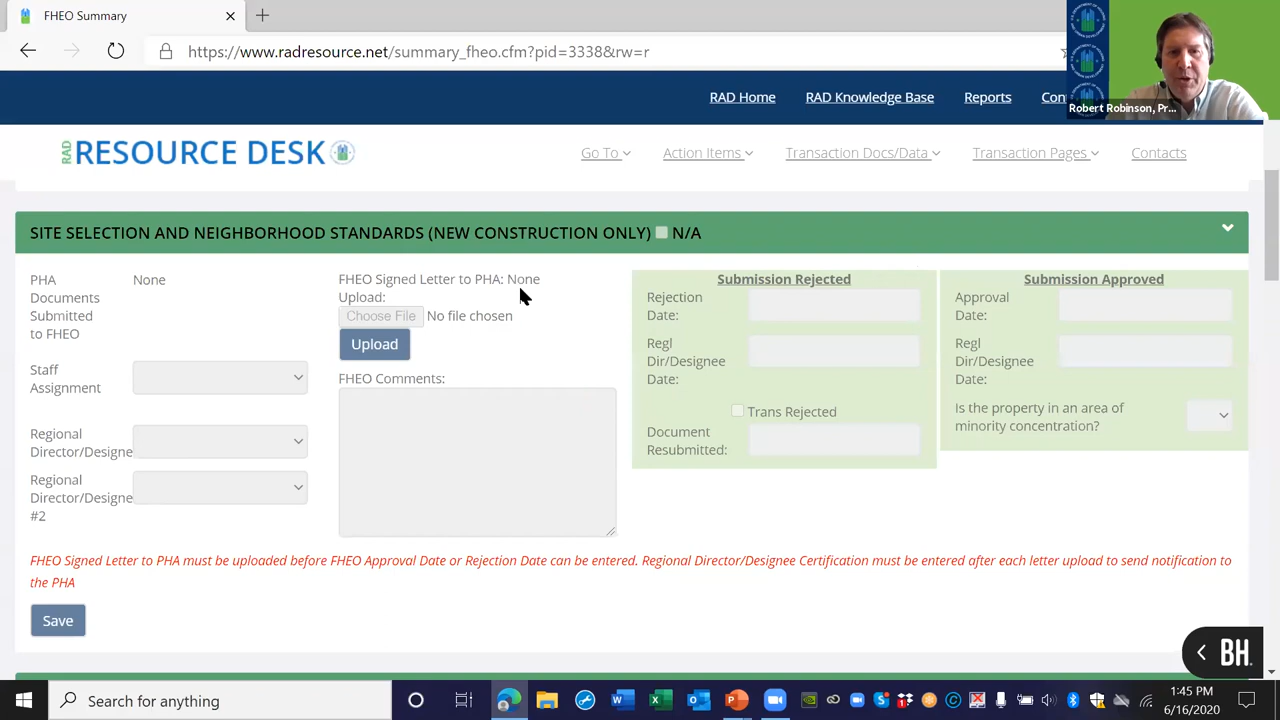 FHEO Summary
https://www.radresource.net/summary_fheo.cfm?pid=3338&rw=r
Robert Robinson, Pr...
RAD Home
RAD Knowledge Base
Reports
RAD RESOURCE DESK
Go To
Action Items
Transaction Docs/Data
Transaction Pages
Contacts
SITE SELECTION AND NEIGHBORHOOD STANDARDS (NEW CONSTRUCTION ONLY) N/A
PHA
Documents
Submitted
to FHEO
None
Staff
Assignment
Regional
Director/Designe
Regional
Director/Designe
#2
FHEO Signed Letter to PHA: None
Upload:
Choose File No file chosen
Upload
FHEO Comments:
Submission Rejected
Rejection
Date:
Regl
Dir/Designee
Date:
Trans Rejected
Document
Resubmitted:
Submission Approved
Approval
Date:
Regl
Dir/Designee
Date:
Is the property in an area of
minority concentration?
FHEO Signed Letter to PHA must be uploaded before FHEO Approval Date or Rejection Date can be entered. Regional Director/Designee Certification must be entered after each letter upload to send notification to
the PHA
Save
BH
Search for anything
1:45 PM
6/16/2020